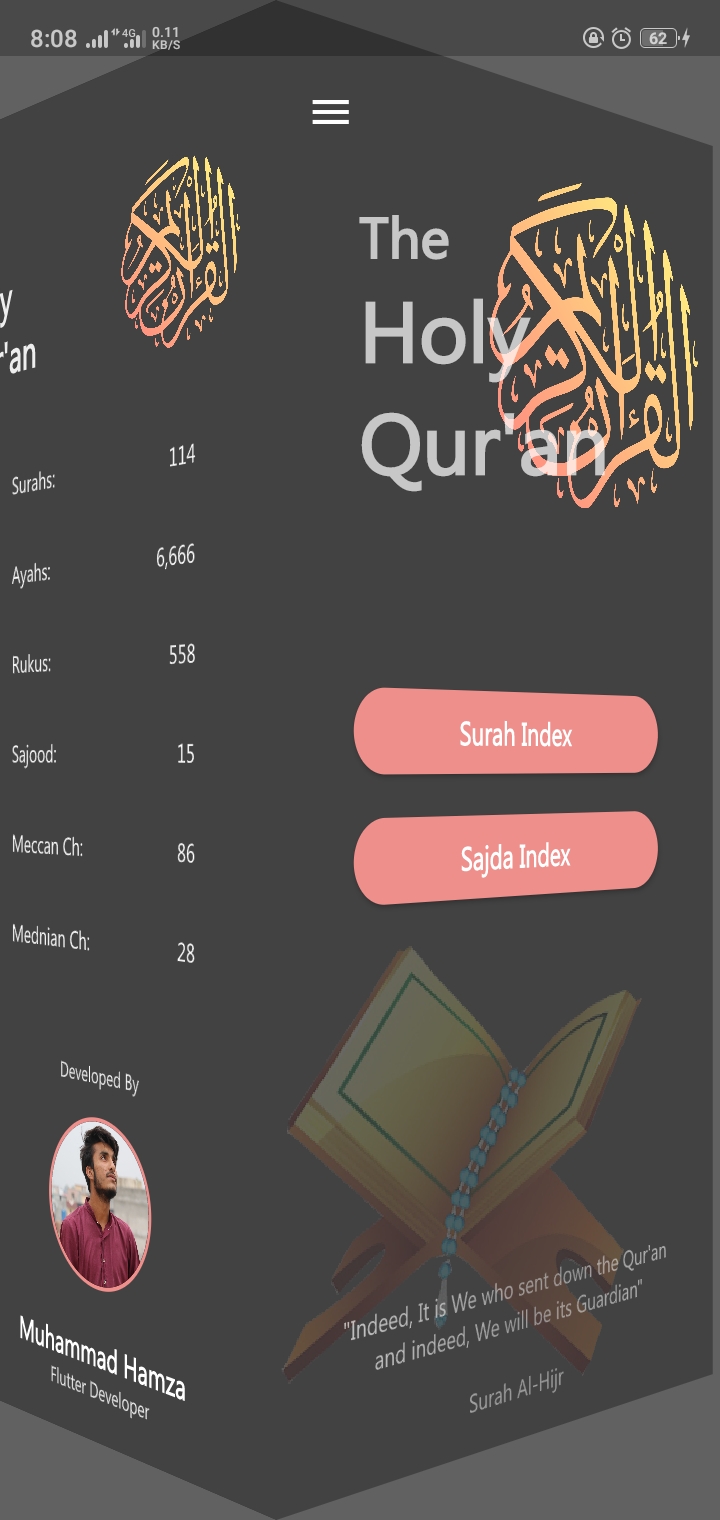 8:08
4G
0.11
KB/S
62
y
r'an
Surahs: 114
Ayahs: 6,666
Rukus: 558
Sajood: 15
Meccan Ch: 86
Mednian Ch: 28
Developed By
Muhammad Hamza
Flutter Developer
The
Holy
Qur'an
القرآن الكريم
Surah Index
Sajda Index
"Indeed, It is We who sent down the Qur'an
and indeed, We will be its Guardian"
Surah Al-Hijr